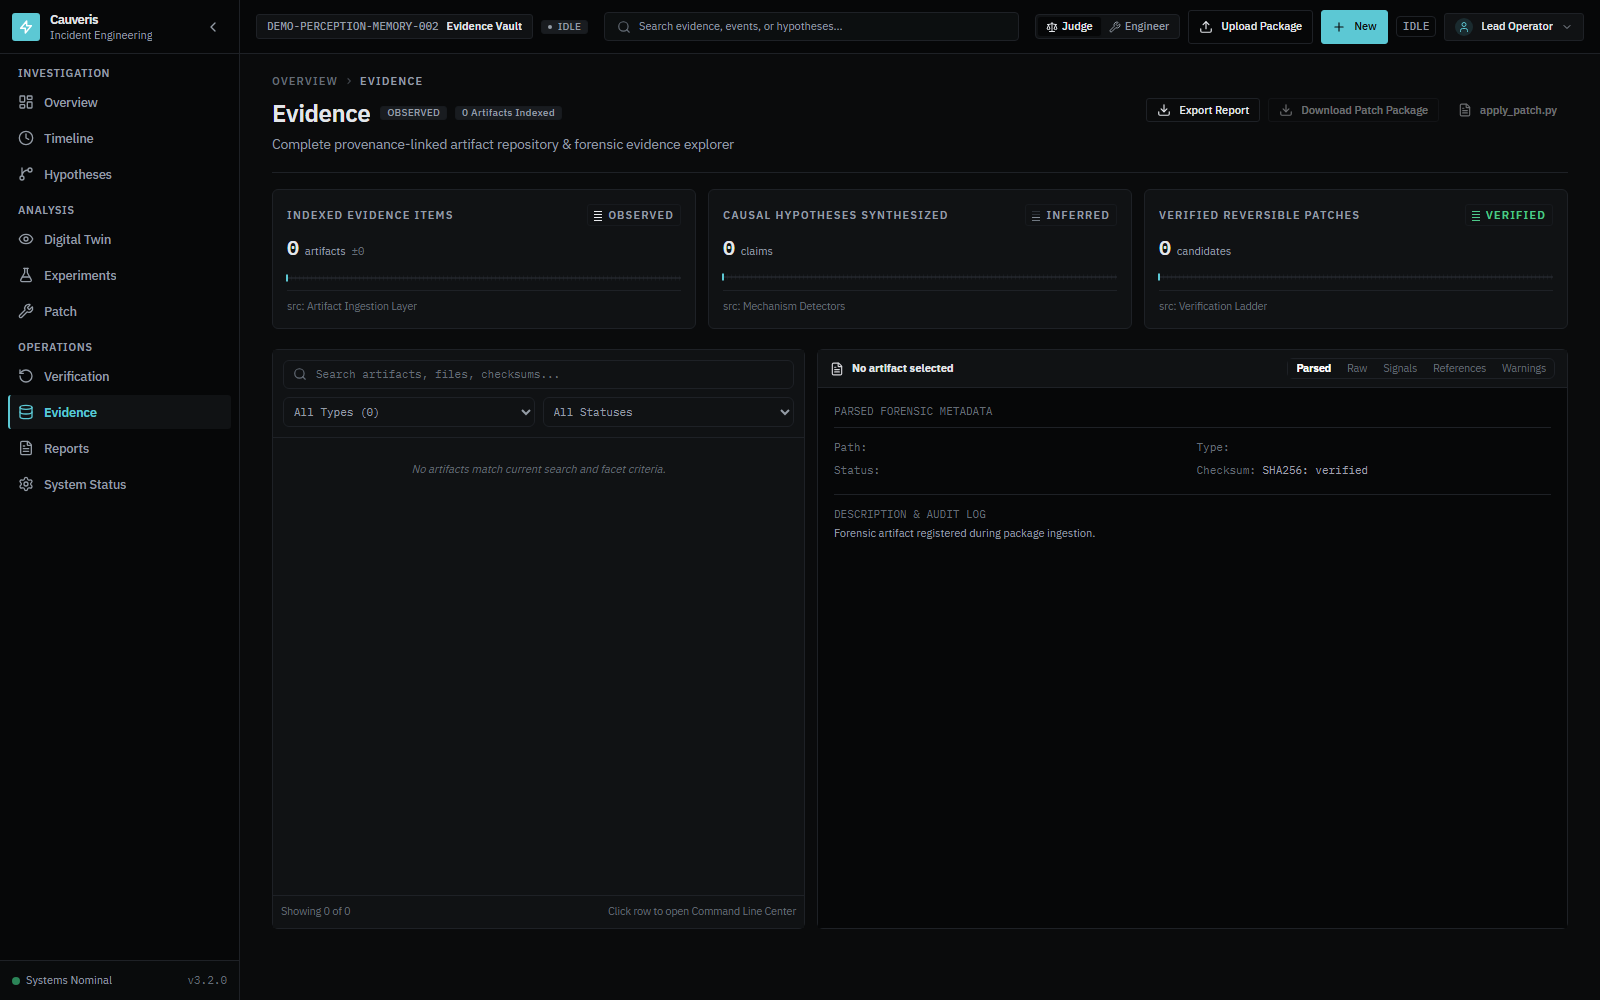 Cauveris
Incident Engineering
DEMO-PERCEPTION-MEMORY-002 Evidence Vault
IDLE
Search evidence, events, or hypotheses...
Judge
Engineer
Upload Package
New
IDLE
Lead Operator
INVESTIGATION
Overview
Timeline
Hypotheses
ANALYSIS
Digital Twin
Experiments
Patch
OPERATIONS
Verification
Evidence
Reports
System Status
Systems Nominal
v3.2.0
OVERVIEW > EVIDENCE
Evidence
OBSERVED
0 Artifacts Indexed
Export Report
Download Patch Package
apply_patch.py
Complete provenance-linked artifact repository & forensic evidence explorer
INDEXED EVIDENCE ITEMS
OBSERVED
0 artifacts ±0
src: Artifact Ingestion Layer
CAUSAL HYPOTHESES SYNTHESIZED
INFERRED
0 claims
src: Mechanism Detectors
VERIFIED REVERSIBLE PATCHES
VERIFIED
0 candidates
src: Verification Ladder
Search artifacts, files, checksums...
All Types (0)
All Statuses
No artifacts match current search and facet criteria.
Showing 0 of 0
Click row to open Command Line Center
No artifact selected
Parsed
Raw
Signals
References
Warnings
PARSED FORENSIC METADATA
Path:
Type:
Status:
Checksum: SHA256: verified
DESCRIPTION & AUDIT LOG
Forensic artifact registered during package ingestion.